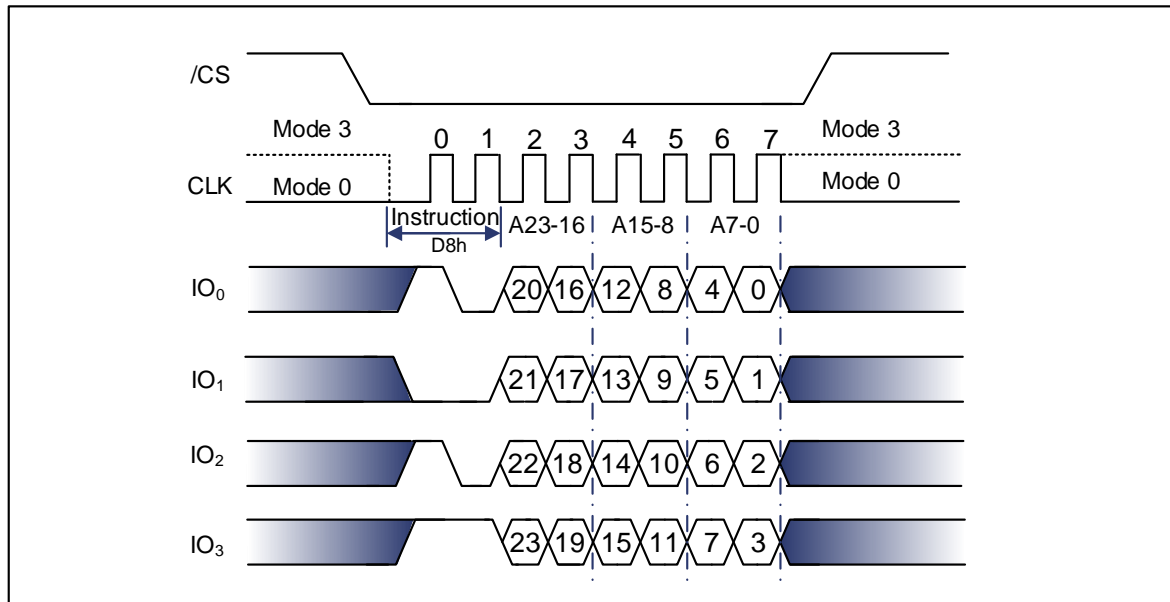 /CS
Mode 3 0 1 2 3 4 5 6 7 Mode 3
CLK Mode 0 Mode 0
Instruction A23-16 A15-8 A7-0
D8h
IO0 20 16 12 8 4 0
IO1 21 17 13 9 5 1
IO2 22 18 14 10 6 2
IO3 23 19 15 11 7 3